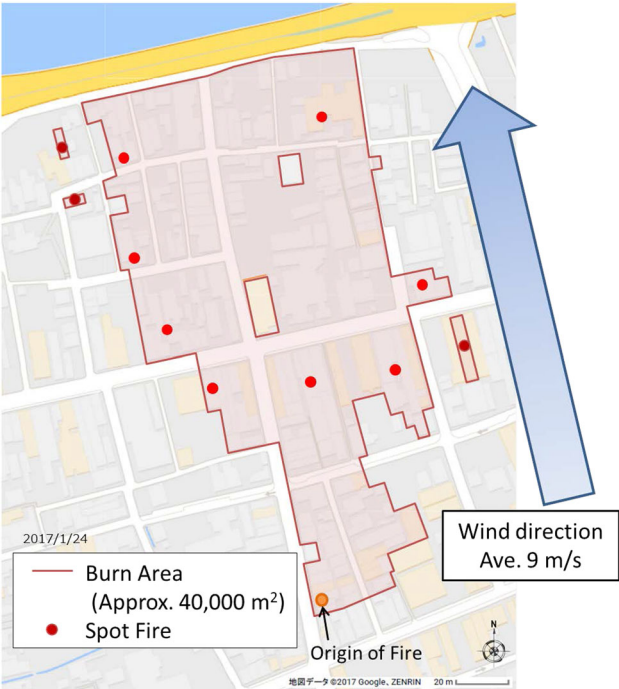 Wind direction
Ave. 9 m/s
2017/1/24
Burn Area
(Approx. 40,000 m²)
Spot Fire
Origin of Fire
N
地図データ©2017 Google、ZENRIN 20 m